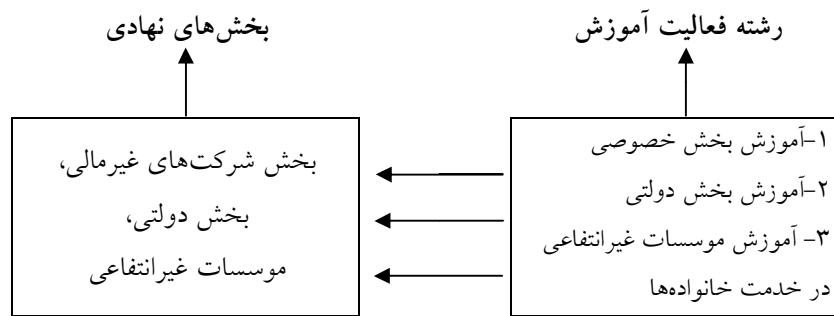 رشته فعالیت آموزش
بخش‌های نهادی
۱-آموزش بخش خصوصی
۲-آموزش بخش دولتی
۳- آموزش موسسات غیرانتفاعی
در خدمت خانواده‌ها
بخش شرکت‌های غیرمالی،
بخش دولتی،
موسسات غیرانتفاعی